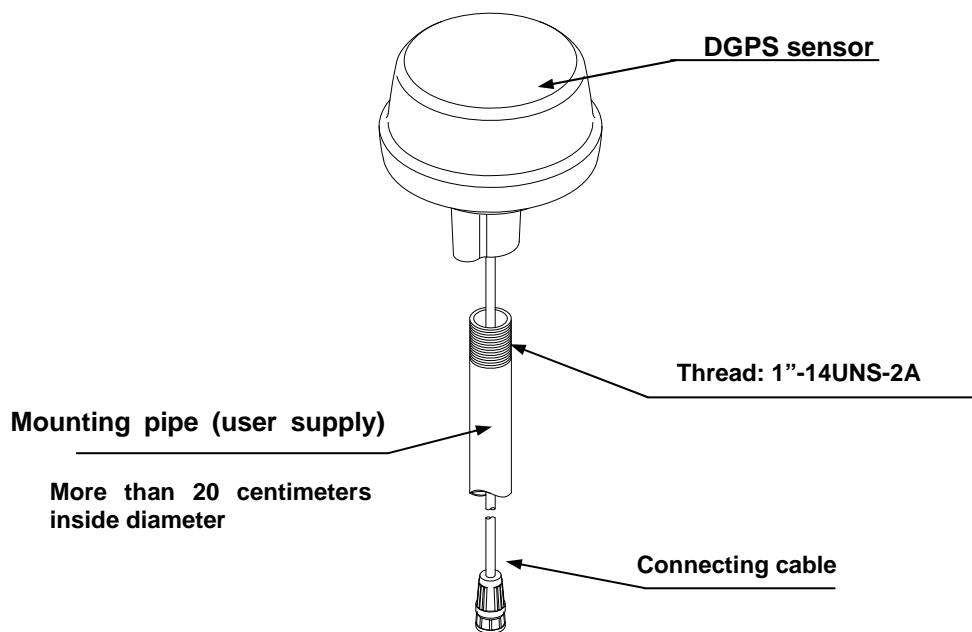 DGPS sensor
Thread: 1”-14UNS-2A
Mounting pipe (user supply)
More than 20 centimeters
inside diameter
Connecting cable